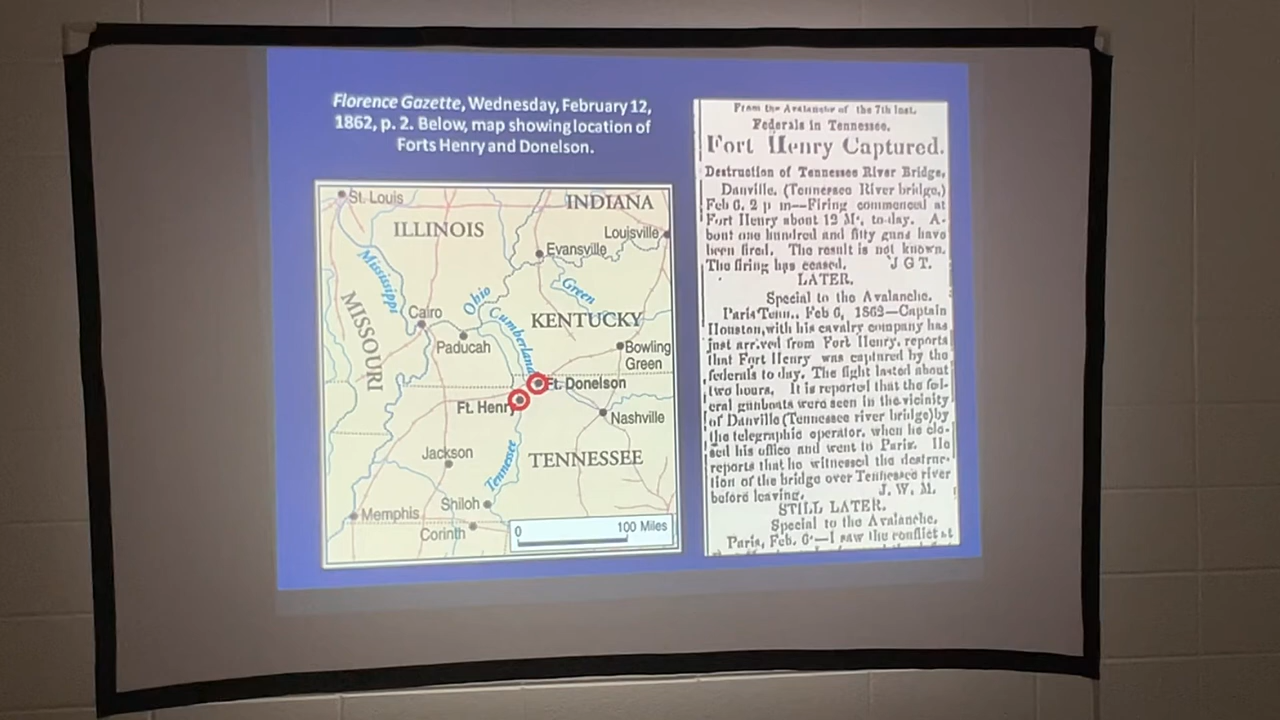 Florence Gazette, Wednesday, February 12,
1862, p. 2. Below, map showing location of
Forts Henry and Donelson.
St. Louis
INDIANA
ILLINOIS
Louisville
Evansville
Mississippi
Green
Ohio
MISSOURI
Cairo
Cumberland
KENTUCKY
Paducah
Bowling
Green
Ft. Donelson
Ft. Henry
Nashville
Jackson
Tennessee
TENNESSEE
Memphis
Shiloh
Corinth
0 100 Miles
From the Avalanche of the 7th Inst.
Federals in Tennessee.
Fort Henry Captured.
Destruction of Tennessee River Bridge,
Danville. (Tennessee River bridge,)
Feb 6. 2 p m—Firing commenced at
Fort Henry about 12 M. to-day. A-
bout one hundred and fifty guns have
been fired. The result is not known.
The firing has ceased. J G T.
LATER.
Special to the Avalanche.
Paris Tenn., Feb 6, 1862—Captain
Houston, with his cavalry company has
just arrived from Fort Henry, reports
that Fort Henry was captured by the
federals to day. The fight lasted about
two hours. It is reported that the fed-
eral gunboats were seen in the vicinity
of Danville (Tennessee river bridge) by
the telegraphic operator, when he clo-
sed his office and went to Paris. He
reports that he witnessed the destruc-
tion of the bridge over Tennessee river
before leaving. J. W. M.
STILL LATER.
Special to the Avalanche.
Paris, Feb. 6—I saw the conflict at